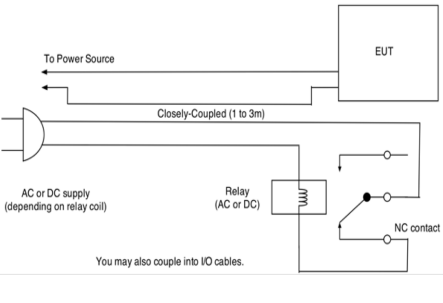 EUT
To Power Source
Closely-Coupled (1 to 3m)
AC or DC supply
(depending on relay coil)
Relay
(AC or DC)
NC contact
You may also couple into I/O cables.